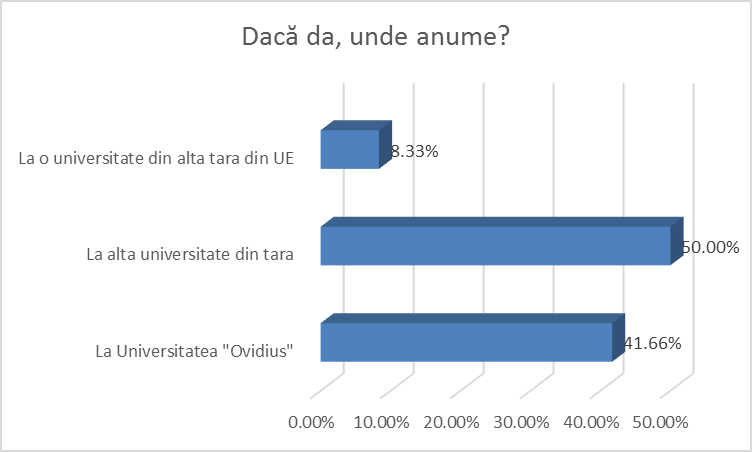 Dacă da, unde anume?
La o universitate din alta tara din UE
8.33%
La alta universitate din tara
50.00%
La Universitatea "Ovidius"
41.66%
0.00% 10.00% 20.00% 30.00% 40.00% 50.00%